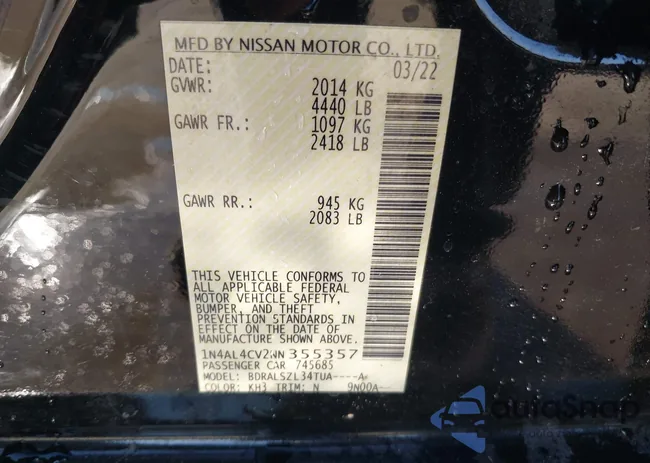 MFD BY NISSAN MOTOR CO., LTD.
DATE: 03/22
GVWR: 2014 KG
4440 LB
GAWR FR.: 1097 KG
2418 LB
GAWR RR.: 945 KG
2083 LB
THIS VEHICLE CONFORMS TO
ALL APPLICABLE FEDERAL
MOTOR VEHICLE SAFETY,
BUMPER, AND THEFT
PREVENTION STANDARDS IN
EFFECT ON THE DATE OF
MANUFACTURE SHOWN ABOVE.
1N4AL4CV2NN355357
PASSENGER CAR 745685
MODEL: BDRALSZL34TUA----A*
COLOR: KH3 TRIM: N 9N00A--
autoSnap